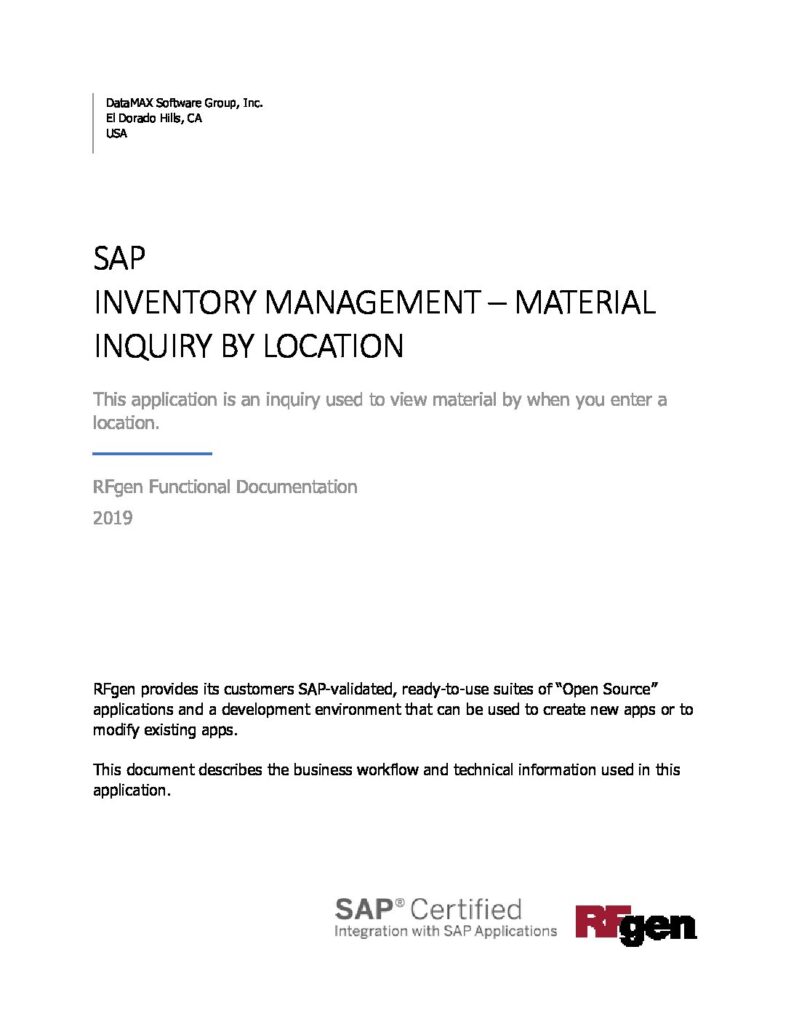 DataMAX Software Group, Inc.
El Dorado Hills, CA
USA
SAP
INVENTORY MANAGEMENT – MATERIAL
INQUIRY BY LOCATION
This application is an inquiry used to view material by when you enter a
location.
RFgen Functional Documentation
2019
RFgen provides its customers SAP-validated, ready-to-use suites of “Open Source”
applications and a development environment that can be used to create new apps or to
modify existing apps.
This document describes the business workflow and technical information used in this
application.
SAP® Certified
Integration with SAP Applications
RFgen